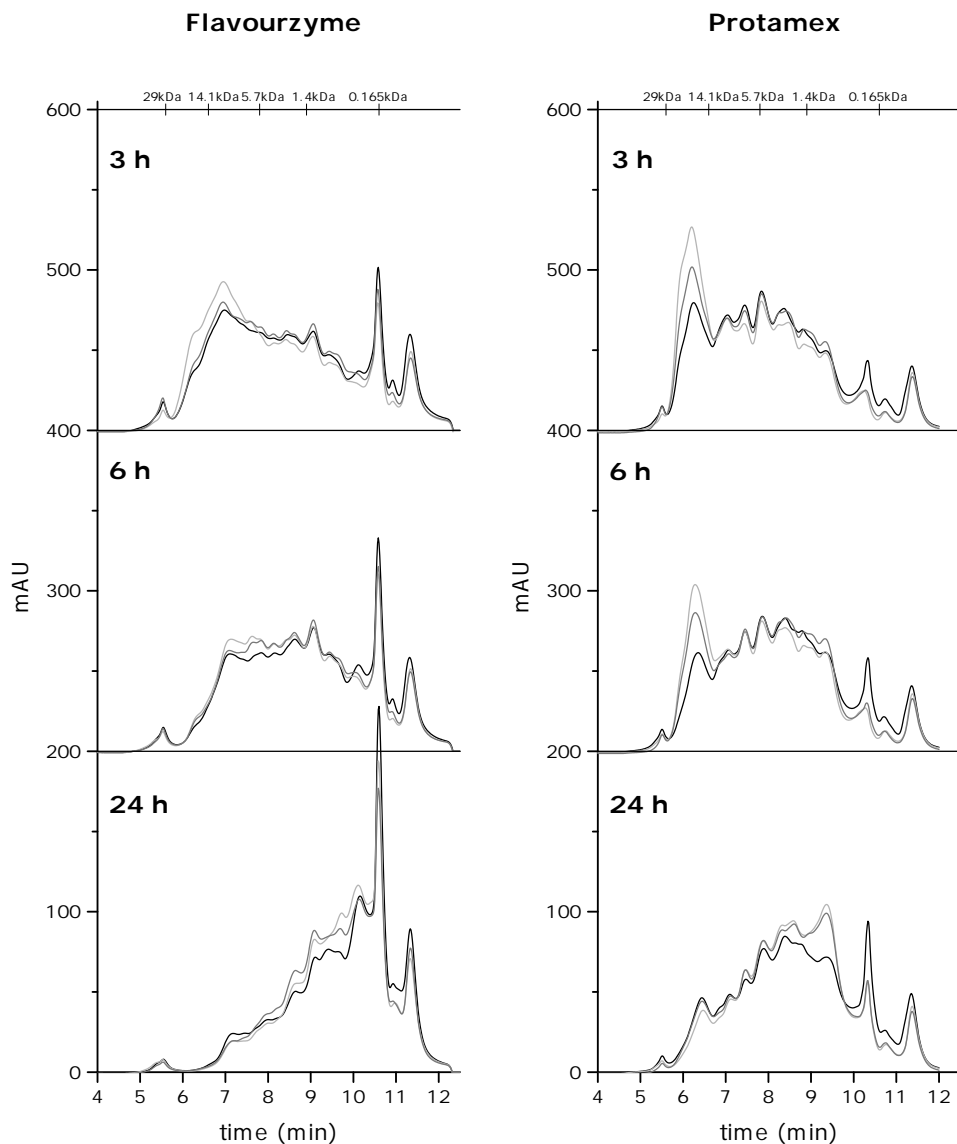 Flavourzyme
Protamex
29kDa 14.1kDa 5.7kDa 1.4kDa 0.165kDa
29kDa 14.1kDa 5.7kDa 1.4kDa 0.165kDa
600
3 h
500
400
6 h
300
200
24 h
100
0
mAU
4 5 6 7 8 9 10 11 12
time (min)
600
3 h
500
400
6 h
300
200
24 h
100
0
mAU
4 5 6 7 8 9 10 11 12
time (min)